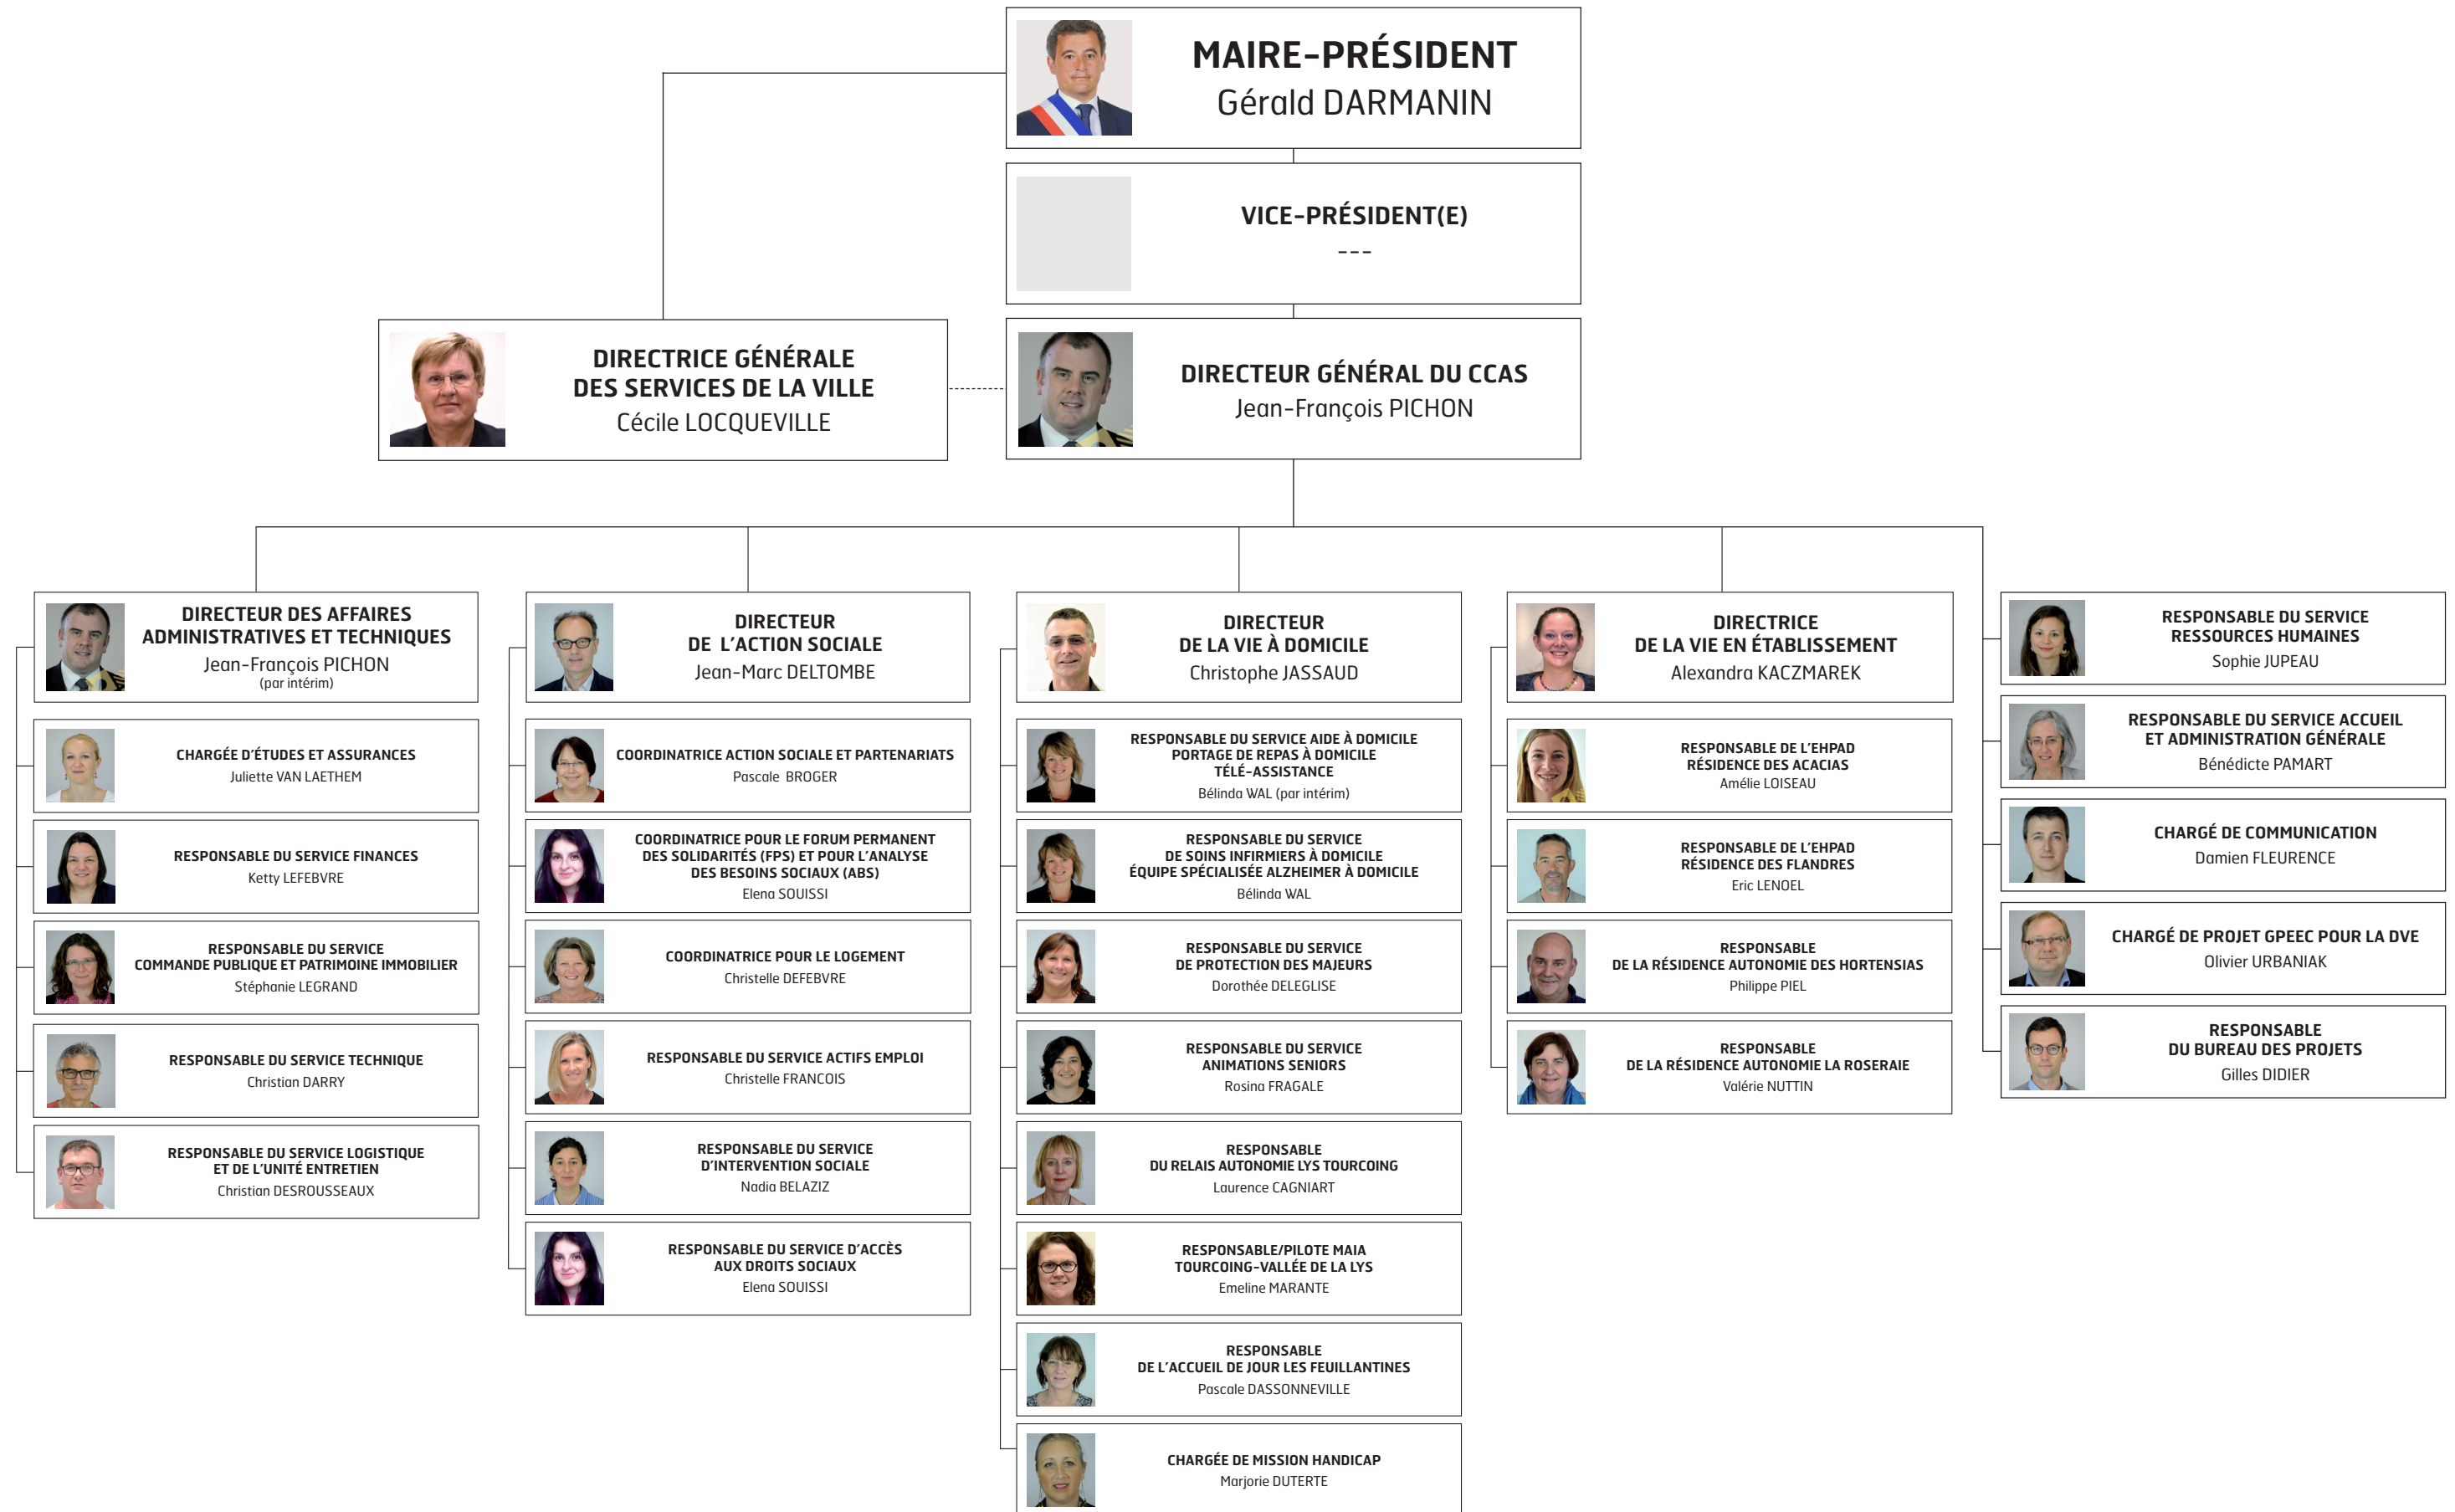 MAIRE-PRÉSIDENT
Gérald DARMANIN
VICE-PRÉSIDENT(E)
---
DIRECTRICE GÉNÉRALE
DES SERVICES DE LA VILLE
Cécile LOCQUEVILLE
DIRECTEUR GÉNÉRAL DU CCAS
Jean-François PICHON
DIRECTEUR DES AFFAIRES
ADMINISTRATIVES ET TECHNIQUES
Jean-François PICHON
(par intérim)
CHARGÉE D'ÉTUDES ET ASSURANCES
Juliette VAN LAETHEM
RESPONSABLE DU SERVICE FINANCES
Ketty LEFEBVRE
RESPONSABLE DU SERVICE
COMMANDE PUBLIQUE ET PATRIMOINE IMMOBILIER
Stéphanie LEGRAND
RESPONSABLE DU SERVICE TECHNIQUE
Christian DARRY
RESPONSABLE DU SERVICE LOGISTIQUE
ET DE L'UNITÉ ENTRETIEN
Christian DESROUSSEAUX
DIRECTEUR
DE L'ACTION SOCIALE
Jean-Marc DELTOMBE
COORDINATRICE ACTION SOCIALE ET PARTENARIATS
Pascale BROGER
COORDINATRICE POUR LE FORUM PERMANENT
DES SOLIDARITÉS (FPS) ET POUR L'ANALYSE
DES BESOINS SOCIAUX (ABS)
Elena SOUISSI
COORDINATRICE POUR LE LOGEMENT
Christelle DEFEBVRE
RESPONSABLE DU SERVICE ACTIFS EMPLOI
Christelle FRANCOIS
RESPONSABLE DU SERVICE
D'INTERVENTION SOCIALE
Nadia BELAZIZ
RESPONSABLE DU SERVICE D'ACCÈS
AUX DROITS SOCIAUX
Elena SOUISSI
DIRECTEUR
DE LA VIE À DOMICILE
Christophe JASSAUD
RESPONSABLE DU SERVICE AIDE À DOMICILE
PORTAGE DE REPAS À DOMICILE
TÉLÉ-ASSISTANCE
Bélinda WAL (par intérim)
RESPONSABLE DU SERVICE
DE SOINS INFIRMIERS À DOMICILE
ÉQUIPE SPÉCIALISÉE ALZHEIMER À DOMICILE
Bélinda WAL
RESPONSABLE DU SERVICE
DE PROTECTION DES MAJEURS
Dorothée DELEGLISE
RESPONSABLE DU SERVICE
ANIMATIONS SENIORS
Rosina FRAGALE
RESPONSABLE
DU RELAIS AUTONOMIE LYS TOURCOING
Laurence CAGNIART
RESPONSABLE/PILOTE MAIA
TOURCOING-VALLÉE DE LA LYS
Emeline MARANTE
RESPONSABLE
DE L'ACCUEIL DE JOUR LES FEUILLANTINES
Pascale DASSONNEVILLE
CHARGÉE DE MISSION HANDICAP
Marjorie DUTERTE
DIRECTRICE
DE LA VIE EN ÉTABLISSEMENT
Alexandra KACZMAREK
RESPONSABLE DE L'EHPAD
RÉSIDENCE DES ACACIAS
Amélie LOISEAU
RESPONSABLE DE L'EHPAD
RÉSIDENCE DES FLANDRES
Eric LENOEL
RESPONSABLE
DE LA RÉSIDENCE AUTONOMIE DES HORTENSIAS
Philippe PIEL
RESPONSABLE
DE LA RÉSIDENCE AUTONOMIE LA ROSERAIE
Valérie NUTTIN
RESPONSABLE DU SERVICE
RESSOURCES HUMAINES
Sophie JUPEAU
RESPONSABLE DU SERVICE ACCUEIL
ET ADMINISTRATION GÉNÉRALE
Bénédicte PAMART
CHARGÉ DE COMMUNICATION
Damien FLEURENCE
CHARGÉ DE PROJET GPEEC POUR LA DVE
Olivier URBANIAK
RESPONSABLE
DU BUREAU DES PROJETS
Gilles DIDIER